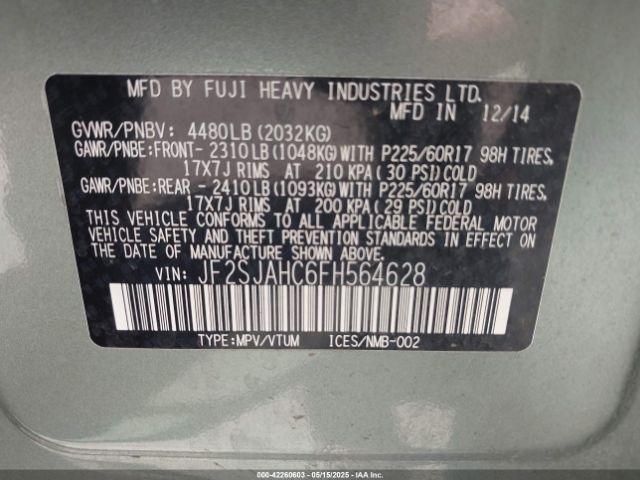 MFD BY FUJI HEAVY INDUSTRIES LTD.
MFD IN 12/14
GVWR/PNBV: 4480LB (2032KG)
GAWR/PNBE:FRONT- 2310LB (1048KG) WITH P225/60R17 98H TIRES,
17X7J RIMS AT 210 KPA ( 30 PSI) COLD
GAWR/PNBE:REAR - 2410LB (1093KG) WITH P225/60R17 98H TIRES,
17X7J RIMS AT 200 KPA ( 29 PSI) COLD
THIS VEHICLE CONFORMS TO ALL APPLICABLE FEDERAL MOTOR
VEHICLE SAFETY AND THEFT PREVENTION STANDARDS IN EFFECT ON
THE DATE OF MANUFACTURE SHOWN ABOVE.
VIN: JF2SJAHC6FH564628
TYPE:MPV/VTUM ICES/NMB-002
000-42260603 - 05/15/2025 - IAAI.COM